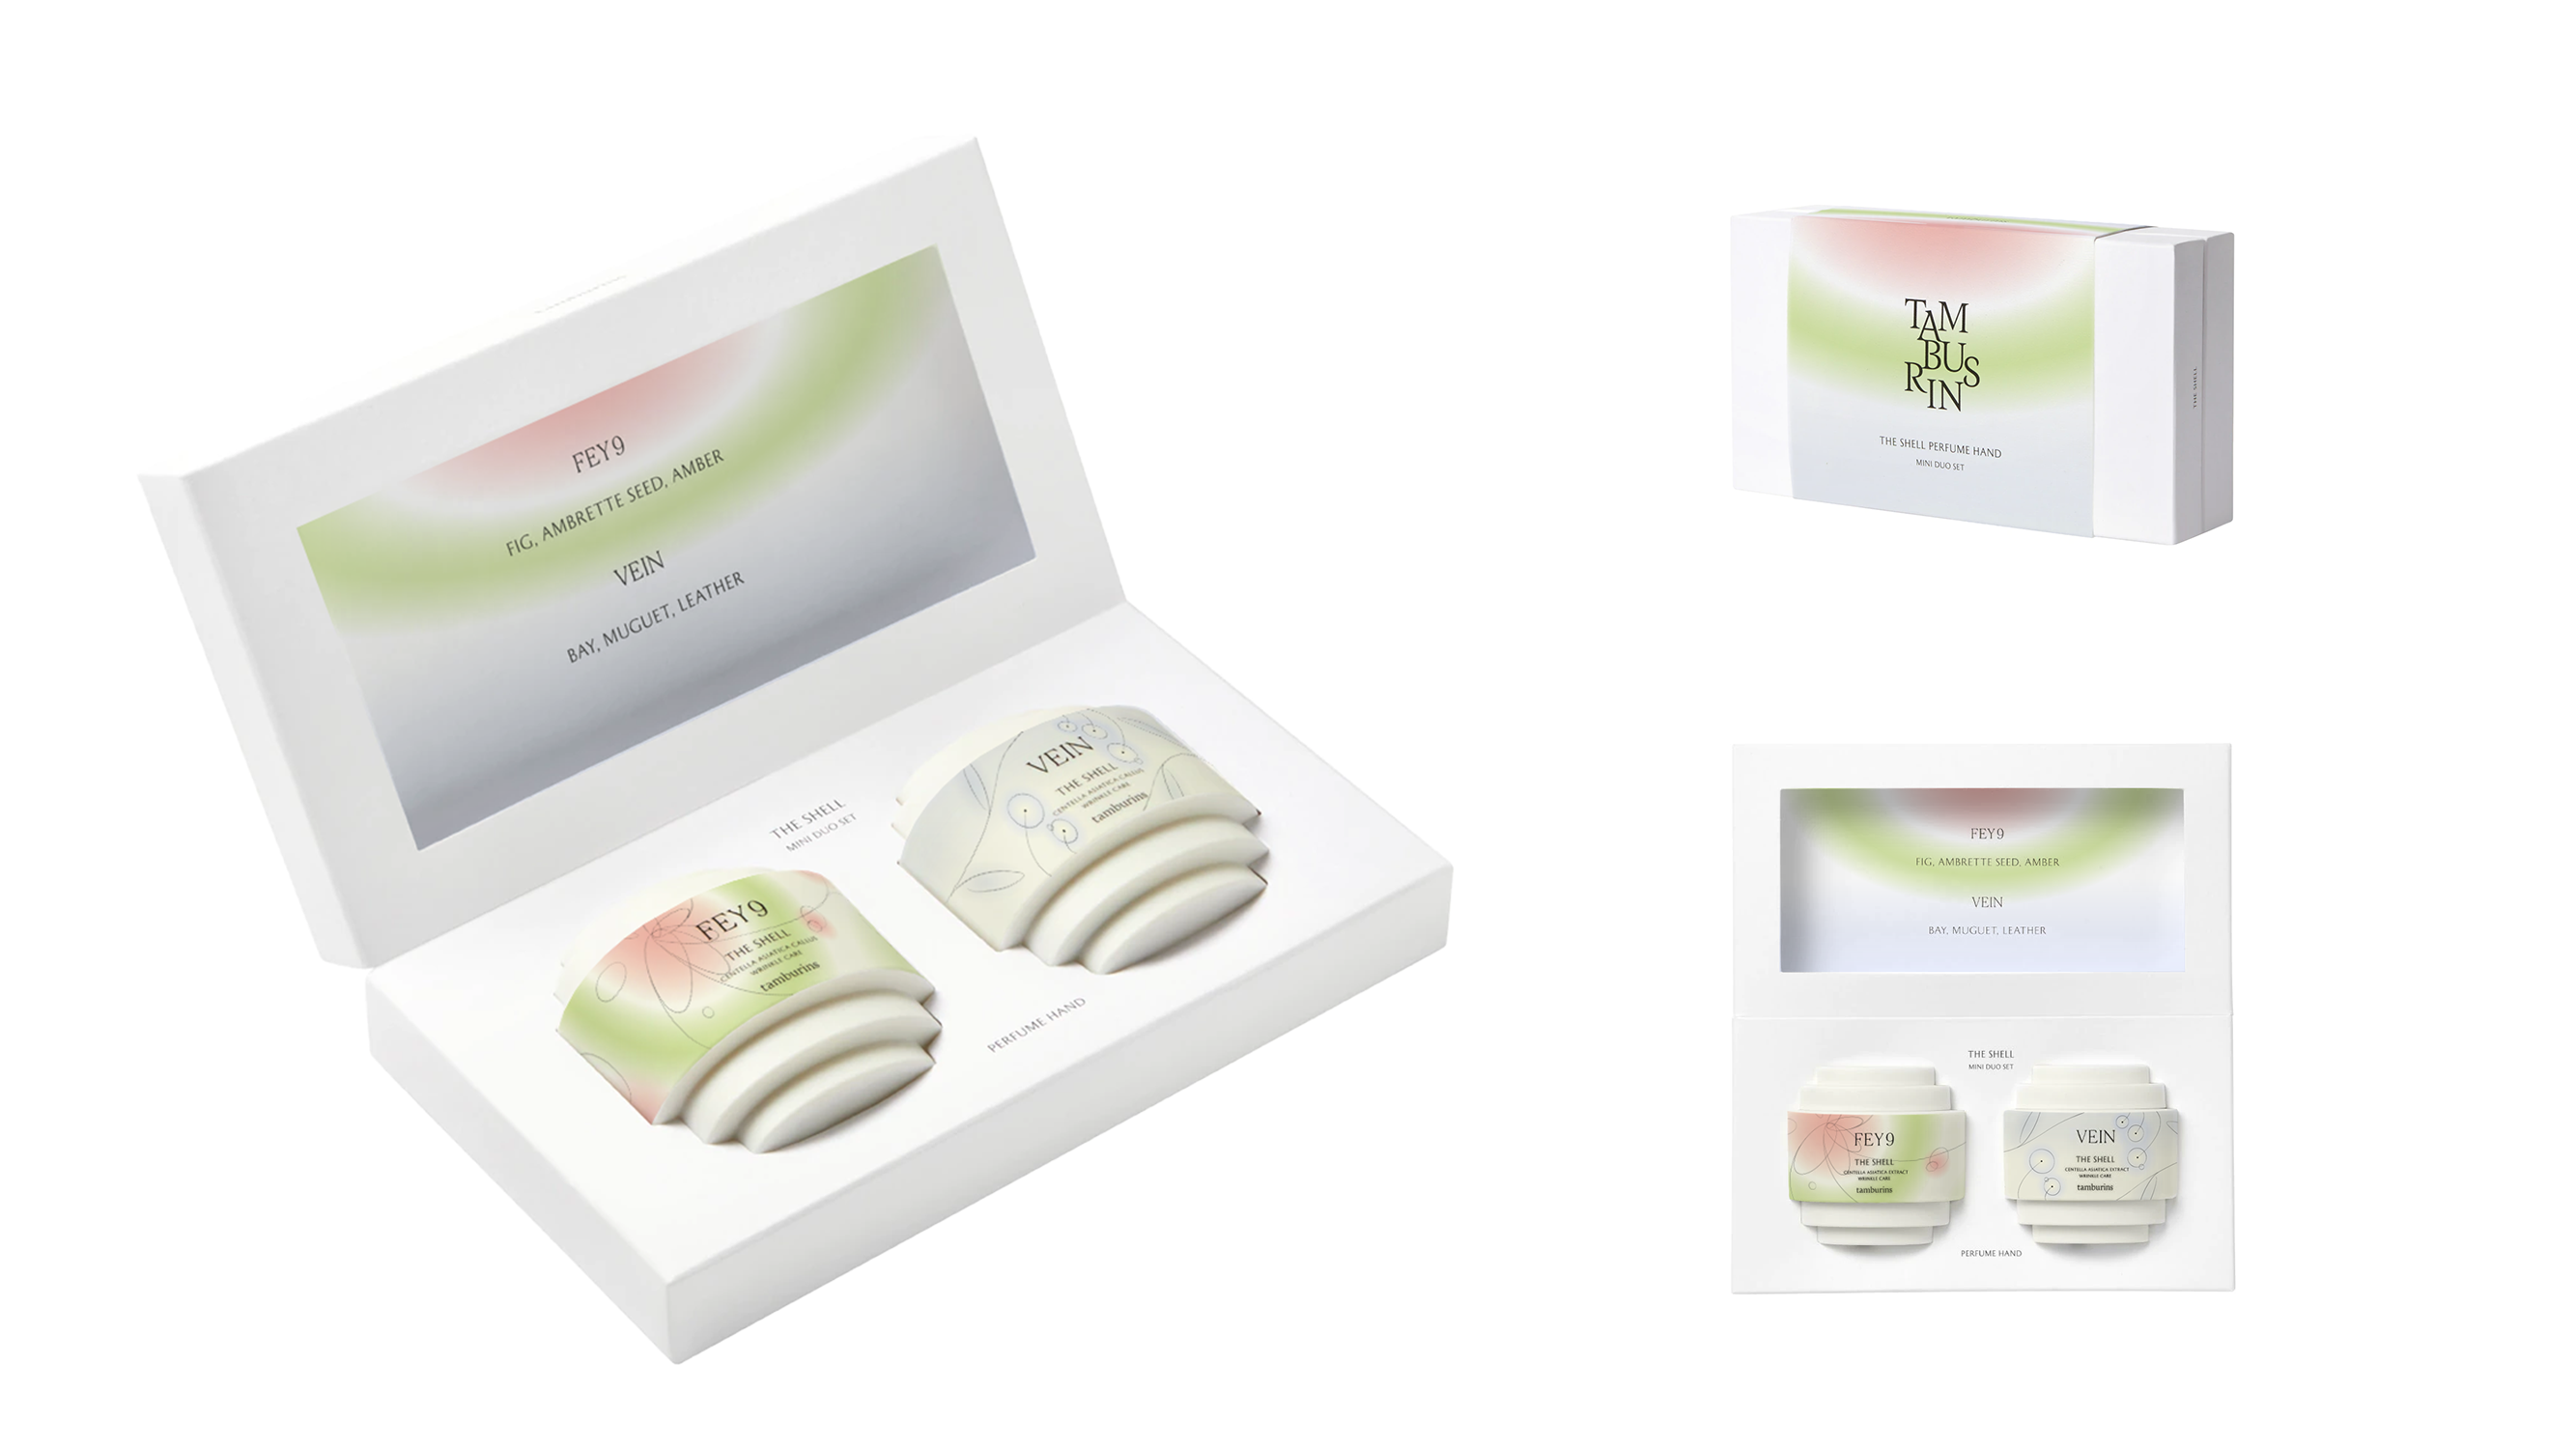 FEY9
FIG, AMBRETTE SEED, AMBER
VEIN
BAY, MUGUET, LEATHER
THE SHELL
MINI DUO SET
VEIN
THE SHELL
CENTELLA ASIATICA CALLUS
WRINKLE CARE
tamburins
FEY9
THE SHELL
CENTELLA ASIATICA CALLUS
WRINKLE CARE
tamburins
PERFUME HAND
TAM
BUS
RIN
THE SHELL PERFUME HAND
MINI DUO SET
THE SHELL
FEY9
FIG, AMBRETTE SEED, AMBER
VEIN
BAY, MUGUET, LEATHER
THE SHELL
MINI DUO SET
FEY9
THE SHELL
CENTELLA ASIATICA EXTRACT
WRINKLE CARE
tamburins
VEIN
THE SHELL
CENTELLA ASIATICA EXTRACT
WRINKLE CARE
tamburins
PERFUME HAND